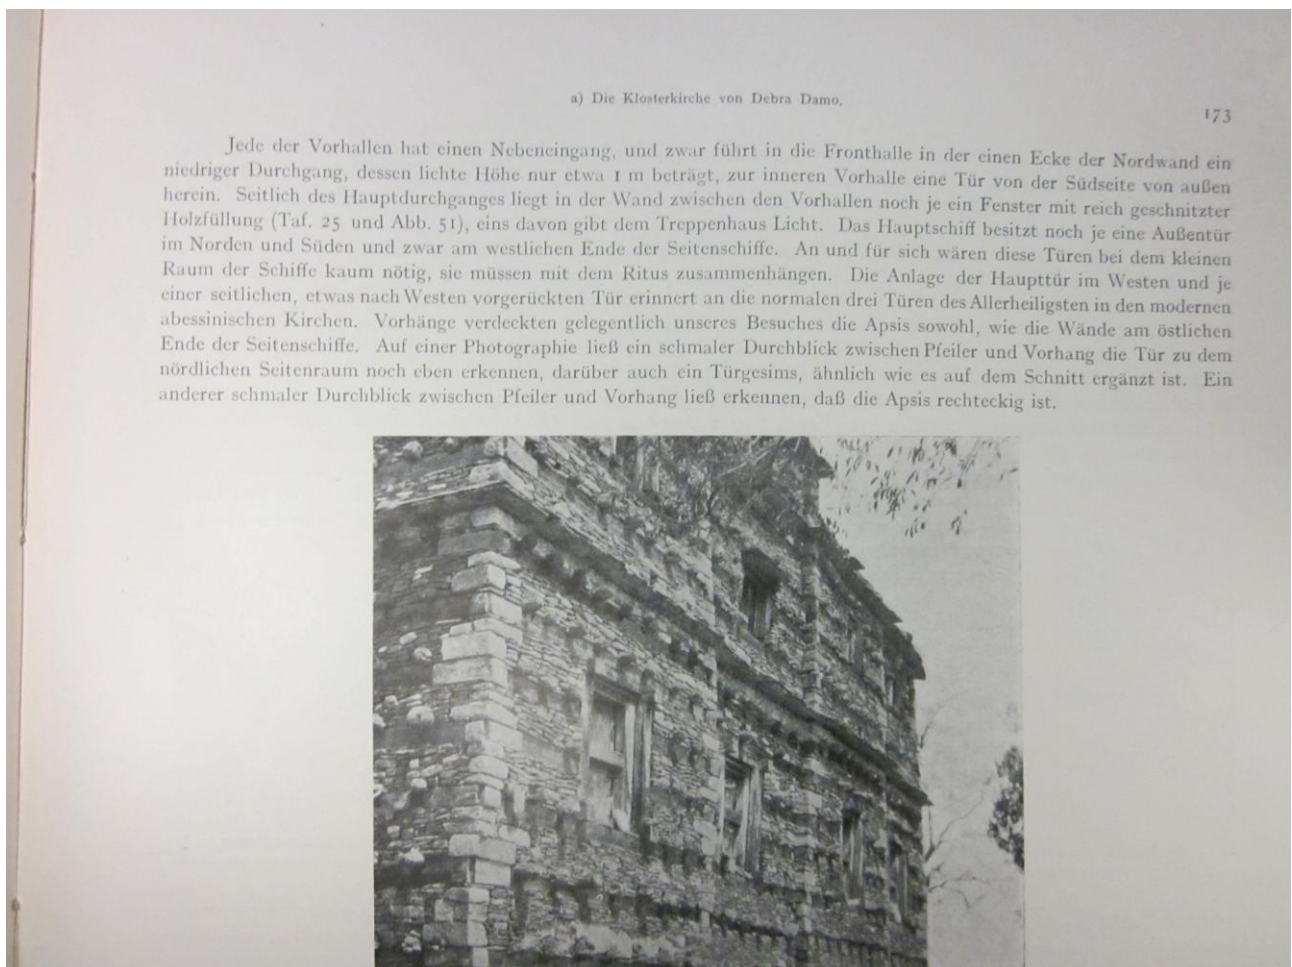 a) Die Klosterkirche von Debra Damo.
173
Jede der Vorhallen hat einen Nebeneingang, und zwar führt in die Fronthalle in der einen Ecke der Nordwand ein
niedriger Durchgang, dessen lichte Höhe nur etwa 1 m beträgt, zur inneren Vorhalle eine Tür von der Südseite von außen
herein. Seitlich des Hauptdurchganges liegt in der Wand zwischen den Vorhallen noch je ein Fenster mit reich geschnitzter
Holzfüllung (Taf. 25 und Abb. 51), eins davon gibt dem Treppenhaus Licht. Das Hauptschiff besitzt noch je eine Außentür
im Norden und Süden und zwar am westlichen Ende der Seitenschiffe. An und für sich wären diese Türen bei dem kleinen
Raum der Schiffe kaum nötig, sie müssen mit dem Ritus zusammenhängen. Die Anlage der Haupttür im Westen und je
einer seitlichen, etwas nach Westen vorgerückten Tür erinnert an die normalen drei Türen des Allerheiligsten in den modernen
abessinischen Kirchen. Vorhänge verdeckten gelegentlich unseres Besuches die Apsis sowohl, wie die Wände am östlichen
Ende der Seitenschiffe. Auf einer Photographie ließ ein schmaler Durchblick zwischen Pfeiler und Vorhang die Tür zu dem
nördlichen Seitenraum noch eben erkennen, darüber auch ein Türgesims, ähnlich wie es auf dem Schnitt ergänzt ist. Ein
anderer schmaler Durchblick zwischen Pfeiler und Vorhang ließ erkennen, daß die Apsis rechteckig ist.